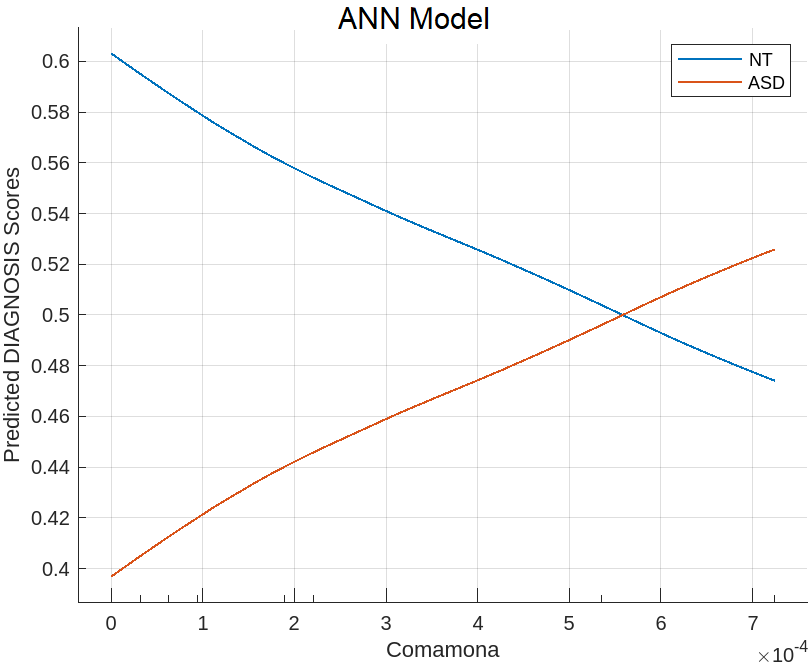 ANN Model
NT
ASD
Predicted DIAGNOSIS Scores
0.6
0.58
0.56
0.54
0.52
0.5
0.48
0.46
0.44
0.42
0.4
0 1 2 3 4 5 6 7
×10⁻⁴
Comamona